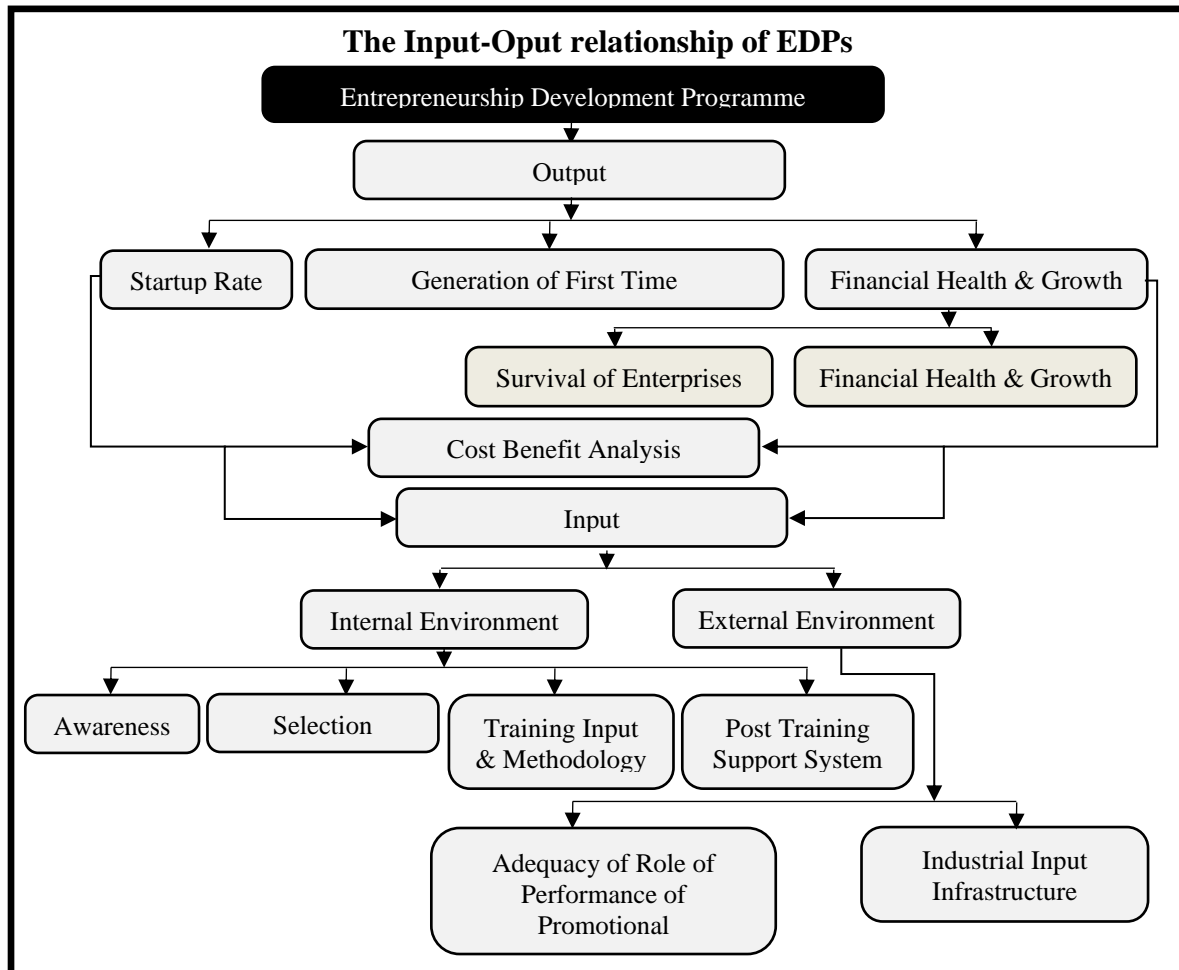 The Input-Oput relationship of EDPs
Entrepreneurship Development Programme
Output
Startup Rate
Generation of First Time
Financial Health & Growth
Survival of Enterprises
Financial Health & Growth
Cost Benefit Analysis
Input
Internal Environment
External Environment
Awareness
Selection
Training Input
& Methodology
Post Training
Support System
Adequacy of Role of
Performance of
Promotional
Industrial Input
Infrastructure